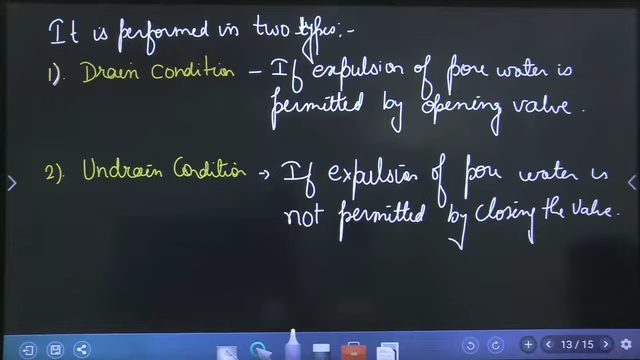 It is performed in two types:-
1). Drain Condition - If expulsion of pore water is
permitted by opening valve.
2). Undrain Condition → If expulsion of pore water is
not permitted by closing the valve.
13 / 15